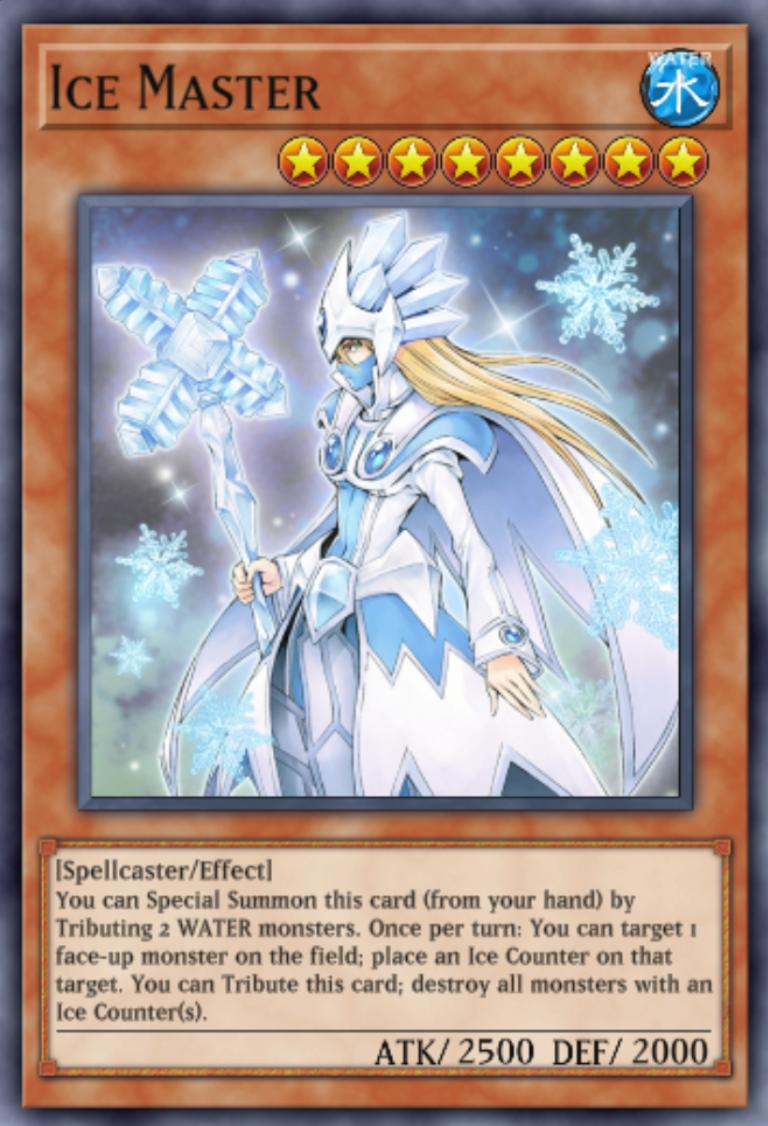 Ice Master
WATER
水
[Spellcaster/Effect]
You can Special Summon this card (from your hand) by
Tributing 2 WATER monsters. Once per turn: You can target 1
face-up monster on the field; place an Ice Counter on that
target. You can Tribute this card; destroy all monsters with an
Ice Counter(s).
ATK/ 2500 DEF/ 2000